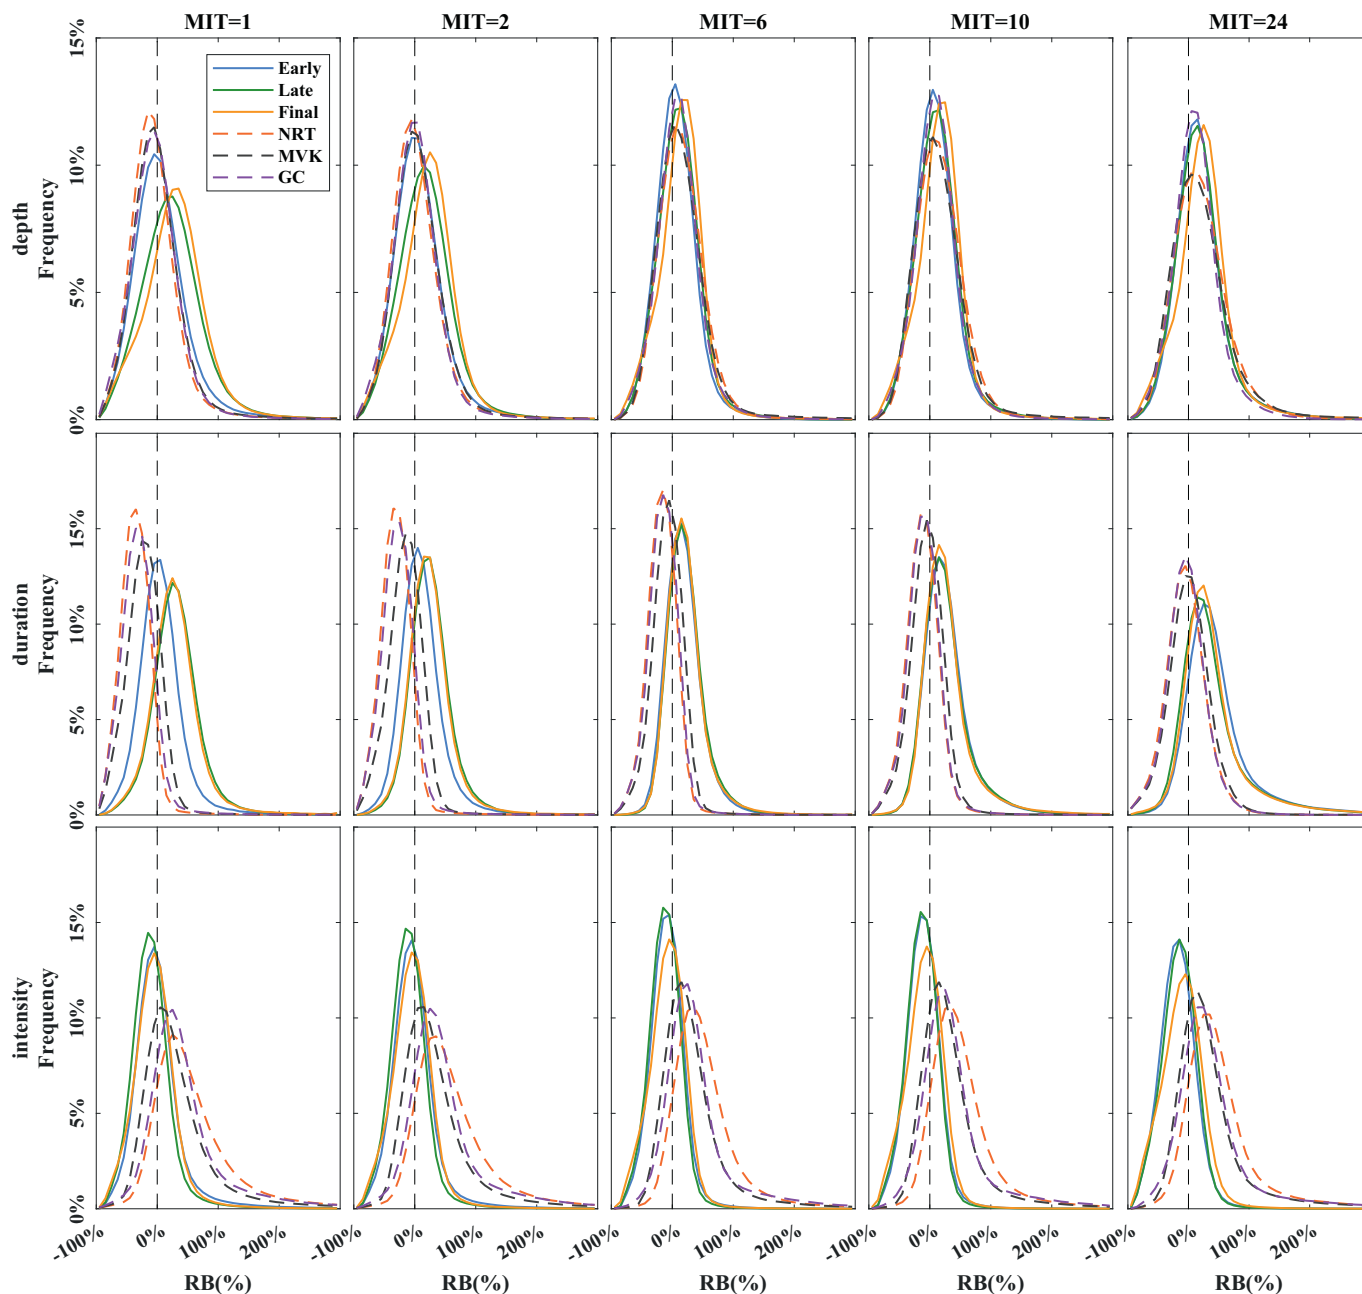 MIT=1 MIT=2 MIT=6 MIT=10 MIT=24
Early
Late
Final
NRT
MVK
GC
depth
Frequency
15%
10%
5%
0%
duration
Frequency
15%
10%
5%
0%
intensity
Frequency
15%
10%
5%
0%
-100% 0% 200% -100% 0% 100% 200% -100% 0% 100% 200% -100% 0% 100% 200% -100% 0% 100% 200
RB(%) RB(%) RB(%) RB(%) RB(%)